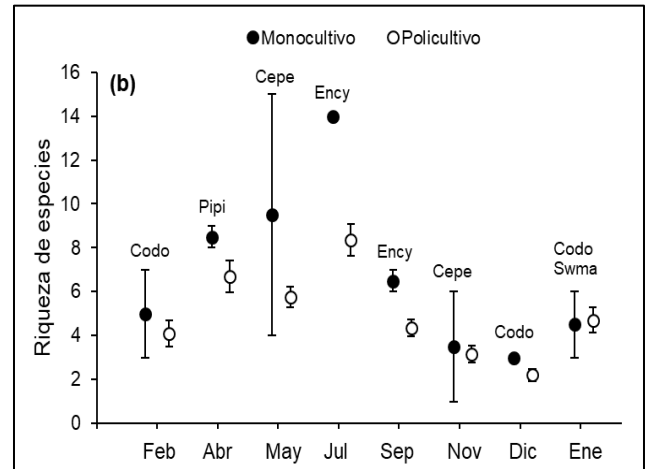 ●Monocultivo ○Policultivo
(b)
Riqueza de especies
16
14
12
10
8
6
4
2
0
Codo
Pipi
Cepe
Ency
Ency
Cepe
Codo
Codo
Swma
Feb Abr May Jul Sep Nov Dic Ene